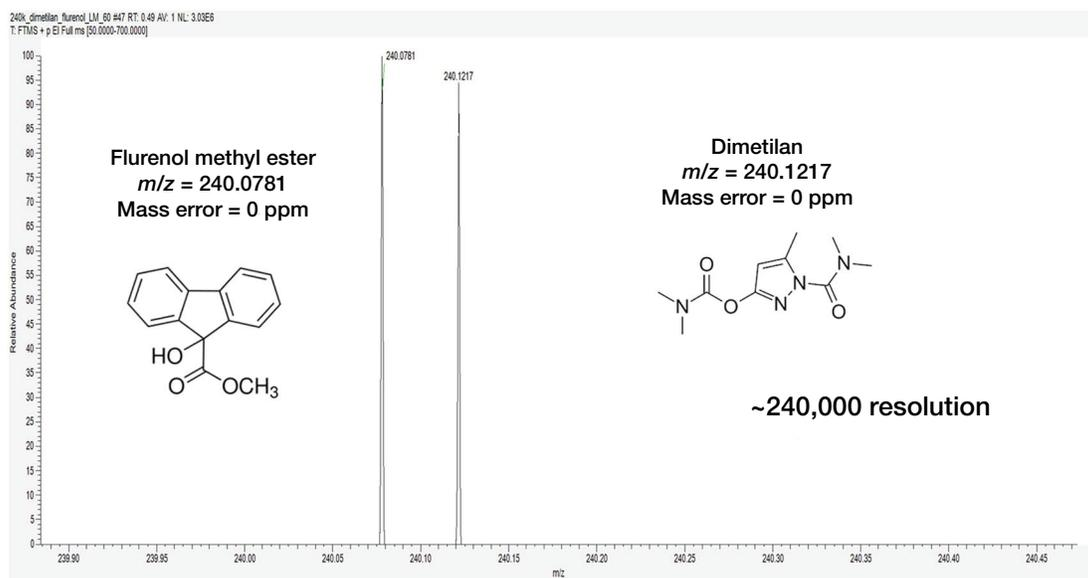 240k_dimetilan_flurenol_LM_60 #47 RT: 0.49 AV: 1 NL: 3.03E6
T: FTMS + p EI Full ms [50.0000-700.0000]
100
95
90
85
80
75
70
65
60
55
50
45
40
35
30
25
20
15
10
5
0
Relative Abundance
240.0781
240.1217
Flurenol methyl ester
m/z = 240.0781
Mass error = 0 ppm
HO
O
OCH3
Dimetilan
m/z = 240.1217
Mass error = 0 ppm
O
N
O
N
N
N
O
~240,000 resolution
239.90
239.95
240.00
240.05
240.10
240.15
240.20
240.25
240.30
240.35
240.40
240.45
m/z